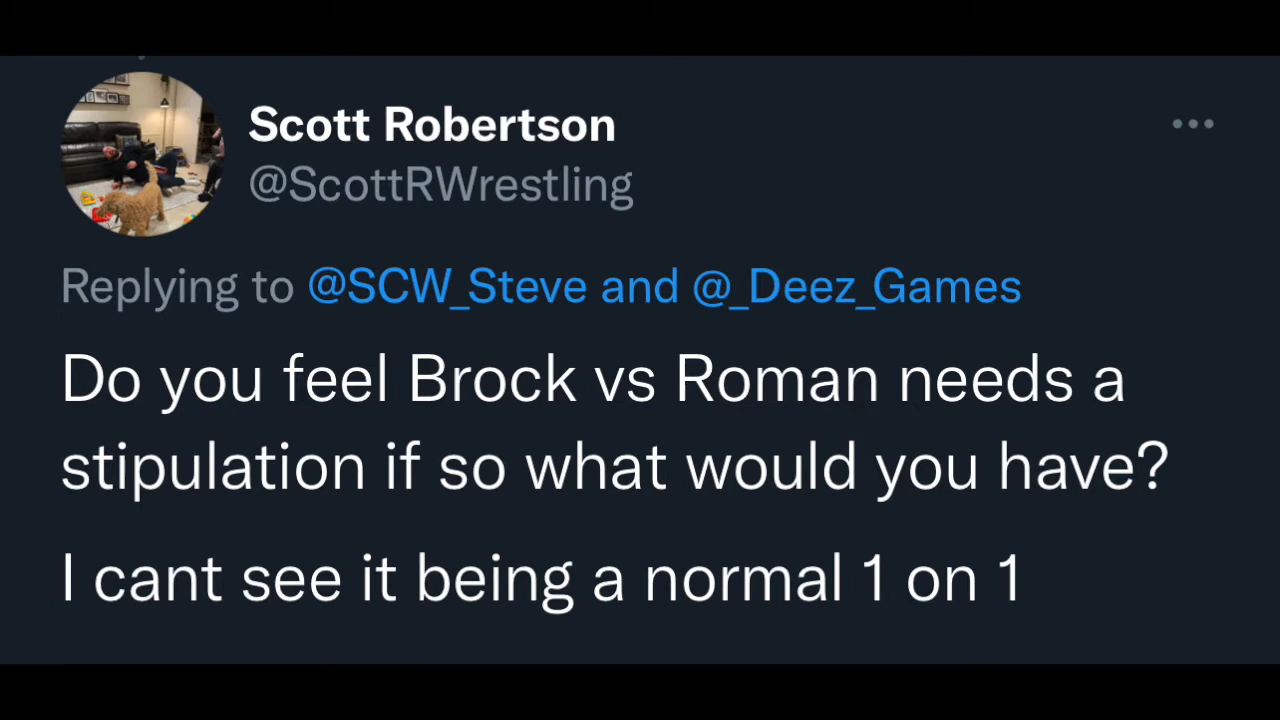 Scott Robertson
@ScottRWrestling
Replying to @SCW_Steve and @_Deez_Games
Do you feel Brock vs Roman needs a
stipulation if so what would you have?
I cant see it being a normal 1 on 1